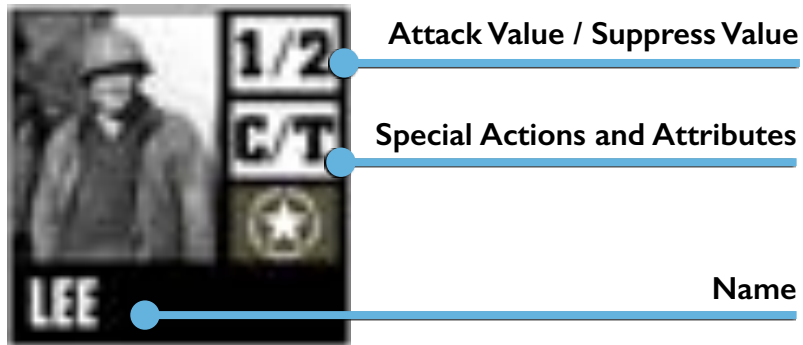 1/2
Attack Value / Suppress Value
C/T
Special Actions and Attributes
LEE
Name